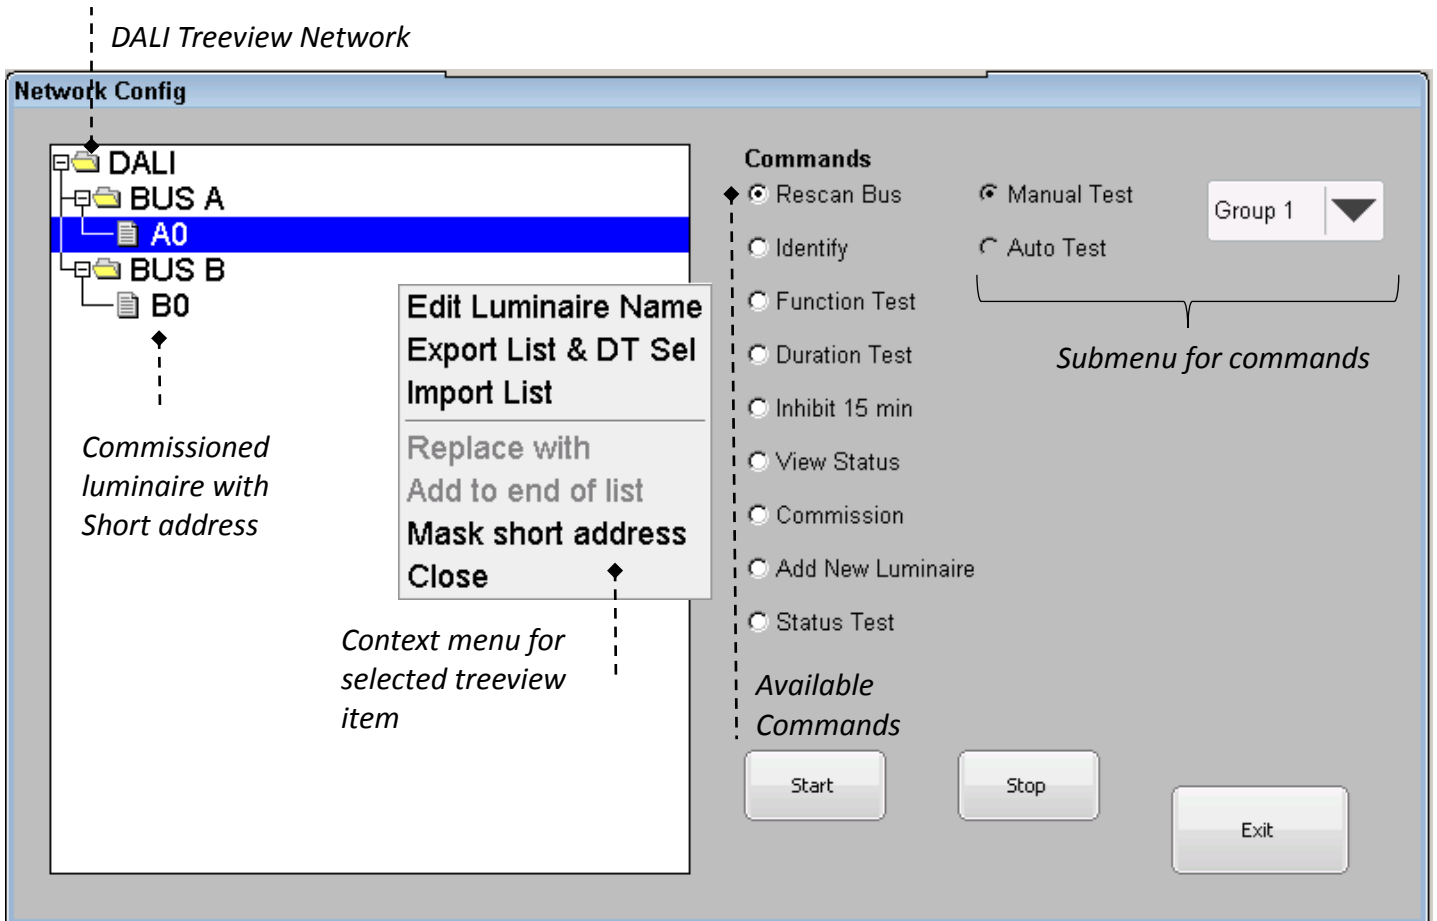 DALI Treeview Network
Network Config
DALI
BUS A
A0
BUS B
B0
Commissioned
luminaire with
Short address
Edit Luminaire Name
Export List & DT Sel
Import List
Replace with
Add to end of list
Mask short address
Close
Context menu for
selected treeview
item
Commands
Rescan Bus
Identify
Function Test
Duration Test
Inhibit 15 min
View Status
Commission
Add New Luminaire
Status Test
Manual Test
Auto Test
Group 1
Submenu for commands
Available
Commands
Start
Stop
Exit